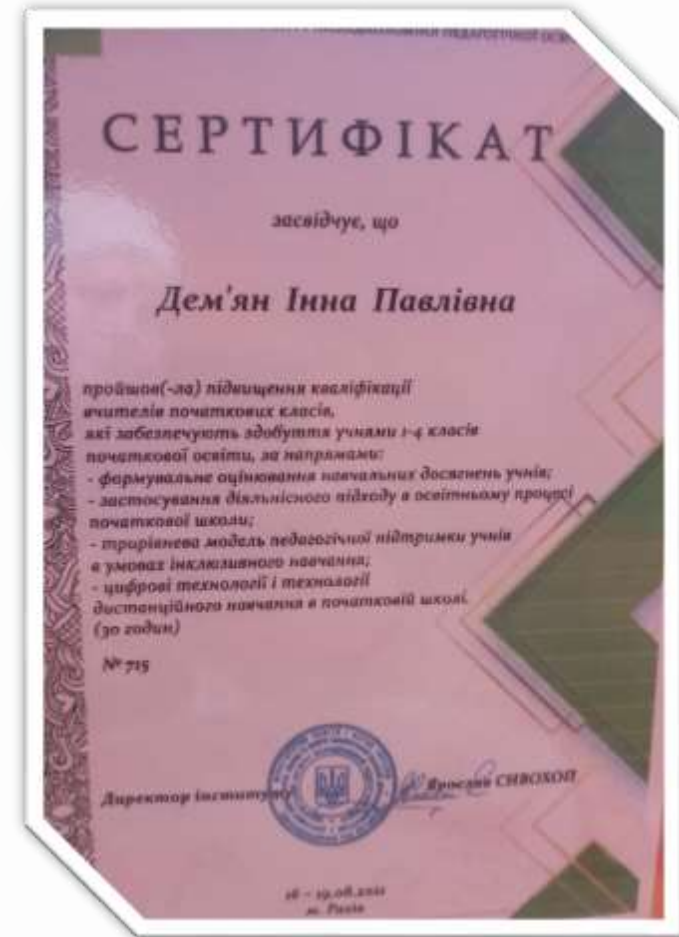 ПЕДАГОГІЧНОЇ
СЕРТИФІКАТ
засвідчує, що
Дем'ян Інна Павлівна
пройшов(-ла) підвищення кваліфікації
вчителів початкових класів,
які забезпечують здобуття учнями 1-4 класів
початкової освіти, за напрямами:
- формувальне оцінювання навчальних досягнень учнів;
- застосування діяльнісного підходу в освітньому процесі
початкової школи;
- трирівнева модель педагогічної підтримки учнів
в умовах інклюзивного навчання;
- цифрові технології і технології
дистанційного навчання в початковій школі.
(30 годин)
№ 715
Директор інституту Ярослав СИВОХОП
м. Рахів